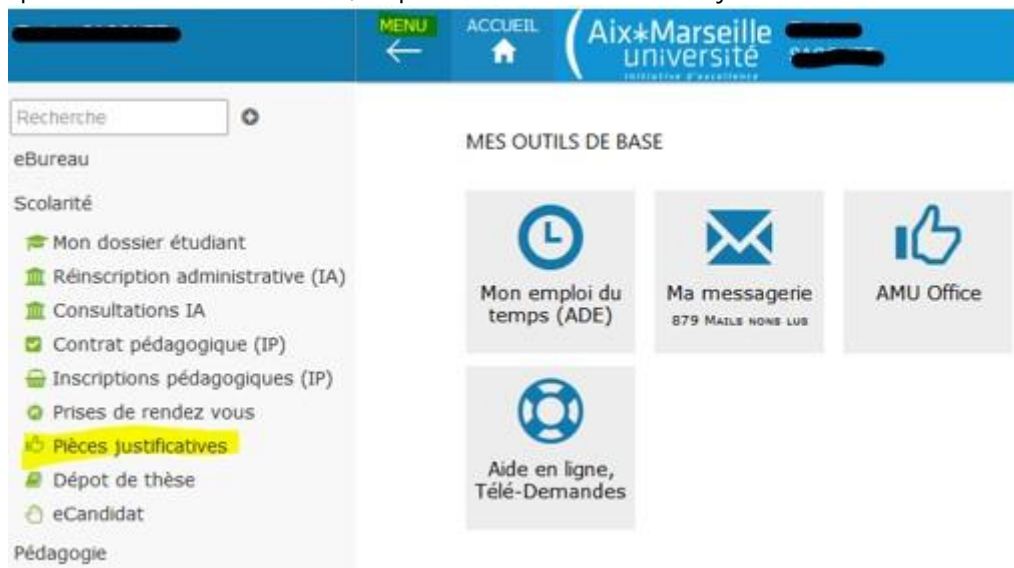 MENU
ACCUEIL
Aix*Marseille
université
Initiative d'excellence
Recherche
eBureau
Scolarité
Mon dossier étudiant
Réinscription administrative (IA)
Consultations IA
Contrat pédagogique (IP)
Inscriptions pédagogiques (IP)
Prises de rendez vous
Pièces justificatives
Dépot de thèse
eCandidat
Pédagogie
MES OUTILS DE BASE
Mon emploi du
temps (ADE)
Ma messagerie
879 Mails nons lus
AMU Office
Aide en ligne,
Télé-Demandes